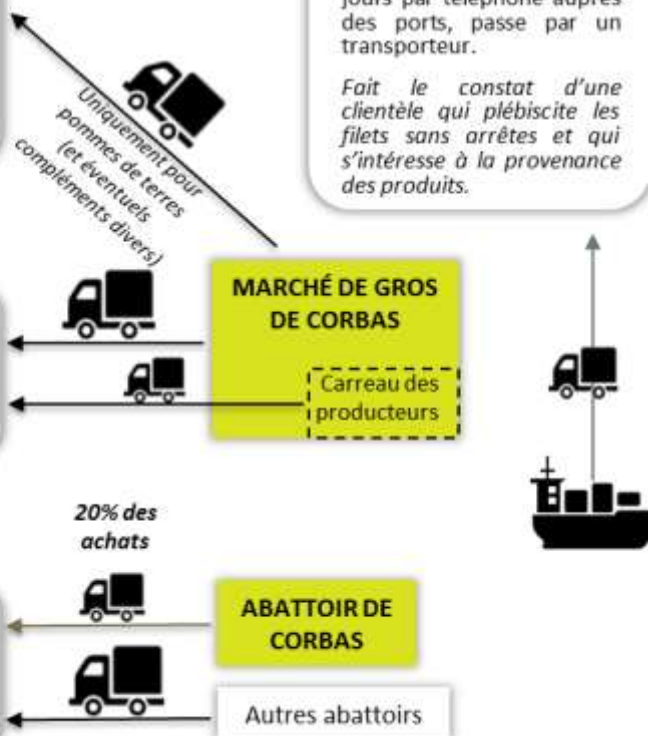 jours par téléphone auprès
des ports, passe par un
transporteur.
Fait le constat d'une
clientèle qui plébiscite les
filets sans arrêtes et qui
s'intéresse à la provenance
des produits.
Uniquement pour
pommes de terres
(et éventuels
compléments divers)
MARCHÉ DE GROS
DE CORBAS
Carreau des
producteurs
20% des
achats
ABATTOIR DE
CORBAS
Autres abattoirs